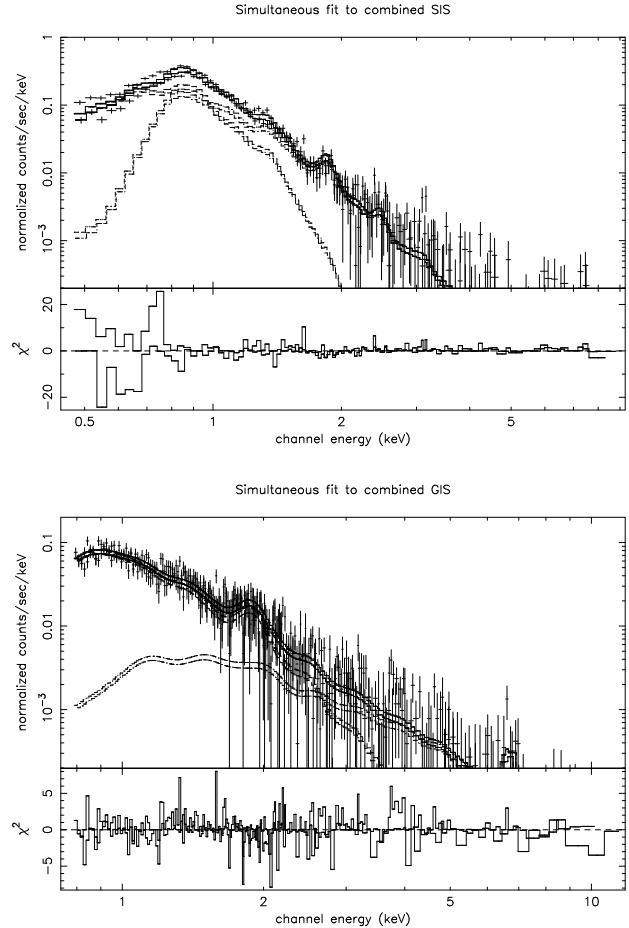 Simultaneous fit to combined SIS
normalized counts/sec/keV
1
0.1
0.01
10⁻³
χ²
20
0
−20
0.5 1 2 5
channel energy (keV)
Simultaneous fit to combined GIS
normalized counts/sec/keV
0.1
0.01
10⁻³
χ²
5
0
−5
1 2 5 10
channel energy (keV)